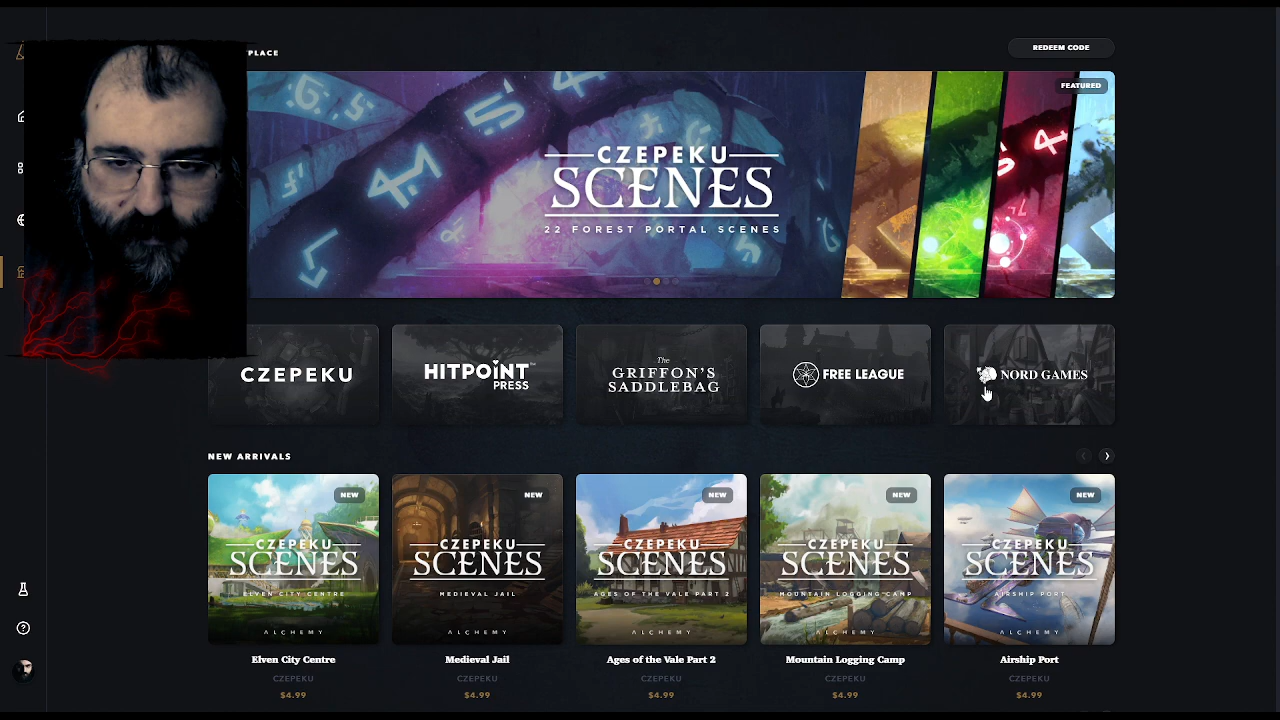 PLACE
REDEEM CODE
FEATURED
CZEPEKU
SCENES
22 FOREST PORTAL SCENES
CZEPEKU
HITPOINT
PRESS
The
GRIFFON'S
SADDLEBAG
FREE LEAGUE
NORD GAMES
NEW ARRIVALS
NEW
NEW
NEW
NEW
NEW
CZEPEKU
SCENES
ELVEN CITY CENTRE
ALCHEMY
CZEPEKU
SCENES
MEDIEVAL JAIL
ALCHEMY
CZEPEKU
SCENES
AGES OF THE VALE PART 2
ALCHEMY
CZEPEKU
SCENES
MOUNTAIN LOGGING CAMP
ALCHEMY
CZEPEKU
SCENES
AIRSHIP PORT
ALCHEMY
Elven City Centre
CZEPEKU
$4.99
Medieval Jail
CZEPEKU
$4.99
Ages of the Vale Part 2
CZEPEKU
$4.99
Mountain Logging Camp
CZEPEKU
$4.99
Airship Port
CZEPEKU
$4.99